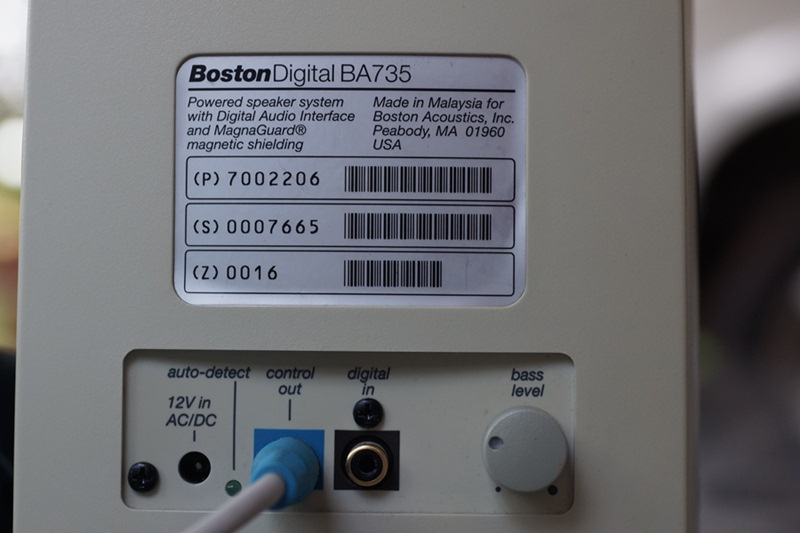 BostonDigital BA735
Powered speaker system
with Digital Audio Interface
and MagnaGuard®
magnetic shielding
Made in Malaysia for
Boston Acoustics, Inc.
Peabody, MA 01960
USA
(P) 7002206
(S) 0007665
(Z) 0016
auto-detect
12V in
AC/DC
control
out
digital
in
bass
level